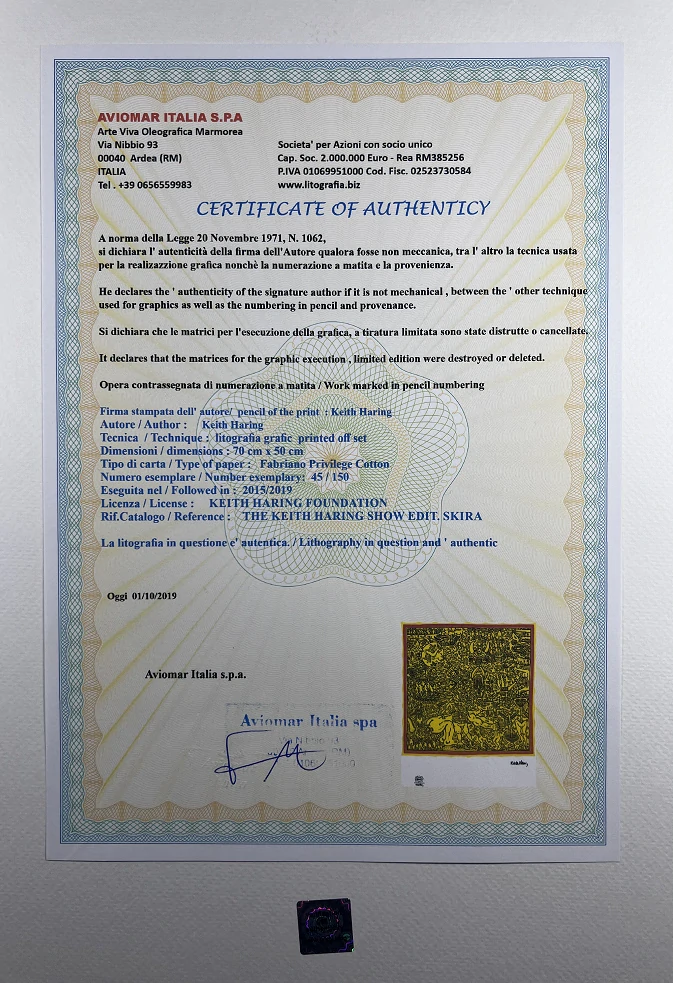 AVIOMAR ITALIA S.P.A
Arte Viva Oleografica Marmorea
Via Nibbio 93
00040 Ardea (RM)
ITALIA
Tel . +39 0656559983
Societa' per Azioni con socio unico
Cap. Soc. 2.000.000 Euro - Rea RM385256
P.IVA 01069951000 Cod. Fisc. 02523730584
www.litografia.biz
CERTIFICATE OF AUTHENTICY
A norma della Legge 20 Novembre 1971, N. 1062,
si dichiara l' autenticità della firma dell'Autore qualora fosse non meccanica, tra l' altro la tecnica usata
per la realizazzione grafica nonchè la numerazione a matita e la provenienza.
He declares the ' authenticity of the signature author if it is not mechanical , between the ' other technique
used for graphics as well as the numbering in pencil and provenance.
Si dichiara che le matrici per l'esecuzione della grafica, a tiratura limitata sono state distrutte o cancellate.
It declares that the matrices for the graphic execution , limited edition were destroyed or deleted.
Opera contrassegnata di numerazione a matita / Work marked in pencil numbering
Firma stampata dell' autore/ pencil of the print : Keith Haring
Autore / Author : Keith Haring
Tecnica / Technique : litografia grafic printed off set
Dimensioni / dimensions : 70 cm x 50 cm
Tipo di carta / Type of paper : Fabriano Privilege Cotton
Numero esemplare / Number exemplary: 45 / 150
Eseguita nel / Followed in : 2015/2019
Licenza / License : KEITH HARING FOUNDATION
Rif.Catalogo / Reference : THE KEITH HARING SHOW EDIT. SKIRA
La litografia in questione e' autentica. / Lithography in question and ' authentic
Oggi 01/10/2019
Aviomar Italia s.p.a.
Aviomar Italia spa